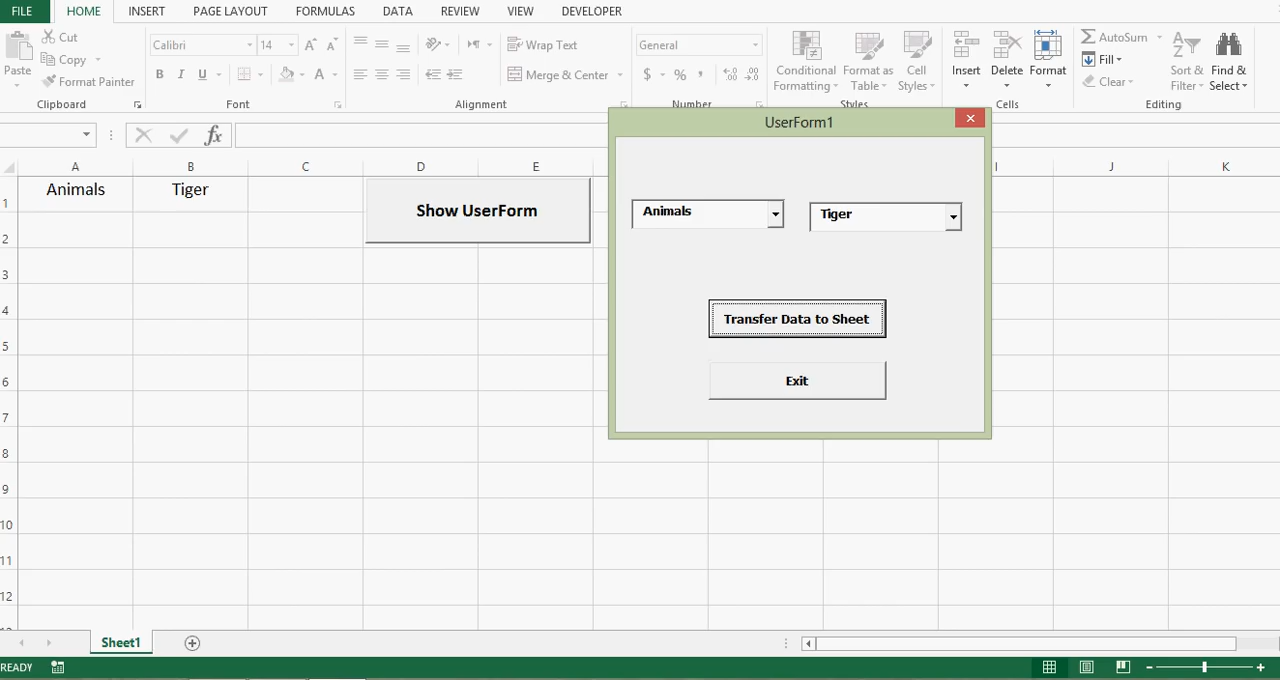 FILE HOME INSERT PAGE LAYOUT FORMULAS DATA REVIEW VIEW DEVELOPER
Paste
Cut
Copy
Format Painter
Clipboard
Calibri 14
B I U
Font
Wrap Text
Merge & Center
Alignment
General
$ % ,
Number
Conditional
Formatting
Format as
Table
Cell
Styles
Styles
Insert Delete Format
Cells
AutoSum
Fill
Clear
Sort &
Filter
Find &
Select
Editing
fx
A B C D E I J K
1 Animals Tiger
2
3
4
5
6
7
8
9
10
11
12
Show UserForm
UserForm1
Animals Tiger
Transfer Data to Sheet
Exit
Sheet1
READY